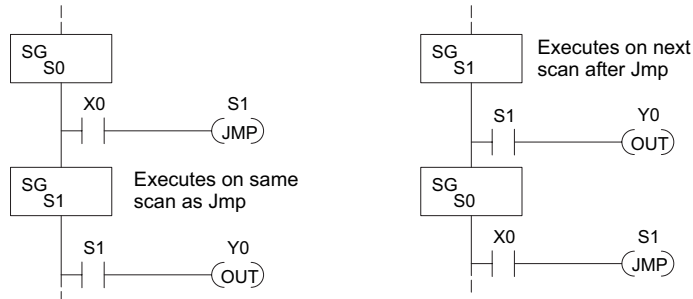 SG
S0
X0
S1
JMP
SG
S1
Executes on same
scan as Jmp
S1
Y0
OUT
SG
S1
Executes on next
scan after Jmp
S1
Y0
OUT
SG
S0
X0
S1
JMP